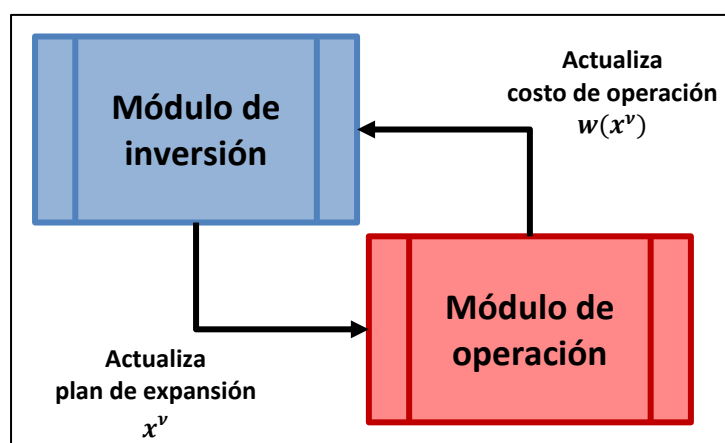 Módulo de
inversión
Actualiza
costo de operación
w(x^ν)
Módulo de
operación
Actualiza
plan de expansión
x^ν